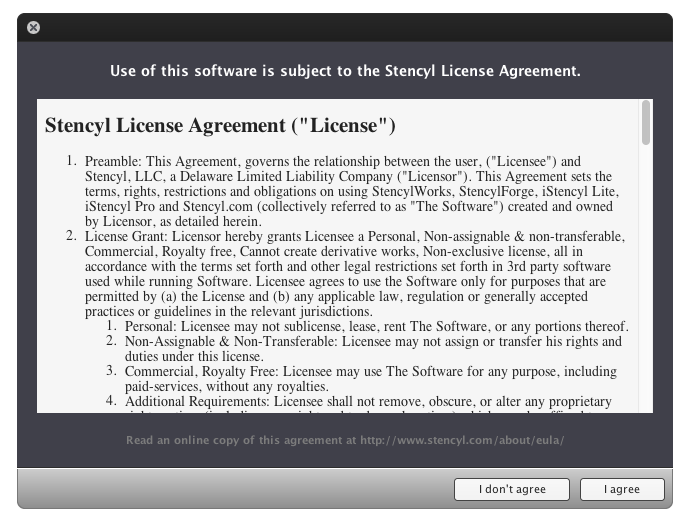 Use of this software is subject to the Stencyl License Agreement.
Stencyl License Agreement ("License")
1. Preamble: This Agreement, governs the relationship between the user, ("Licensee") and
Stencyl, LLC, a Delaware Limited Liability Company ("Licensor"). This Agreement sets the
terms, rights, restrictions and obligations on using StencylWorks, StencylForge, iStencyl Lite,
iStencyl Pro and Stencyl.com (collectively referred to as "The Software") created and owned
by Licensor, as detailed herein.
2. License Grant: Licensor hereby grants Licensee a Personal, Non-assignable & non-transferable,
Commercial, Royalty free, Cannot create derivative works, Non-exclusive license, all in
accordance with the terms set forth and other legal restrictions set forth in 3rd party software
used while running Software. Licensee agrees to use the Software only for purposes that are
permitted by (a) the License and (b) any applicable law, regulation or generally accepted
practices or guidelines in the relevant jurisdictions.
1. Personal: Licensee may not sublicense, lease, rent The Software, or any portions thereof.
2. Non-Assignable & Non-Transferable: Licensee may not assign or transfer his rights and
duties under this license.
3. Commercial, Royalty Free: Licensee may use The Software for any purpose, including
paid-services, without any royalties.
4. Additional Requirements: Licensee shall not remove, obscure, or alter any proprietary
Read an online copy of this agreement at http://www.stencyl.com/about/eula/
I don't agree
I agree